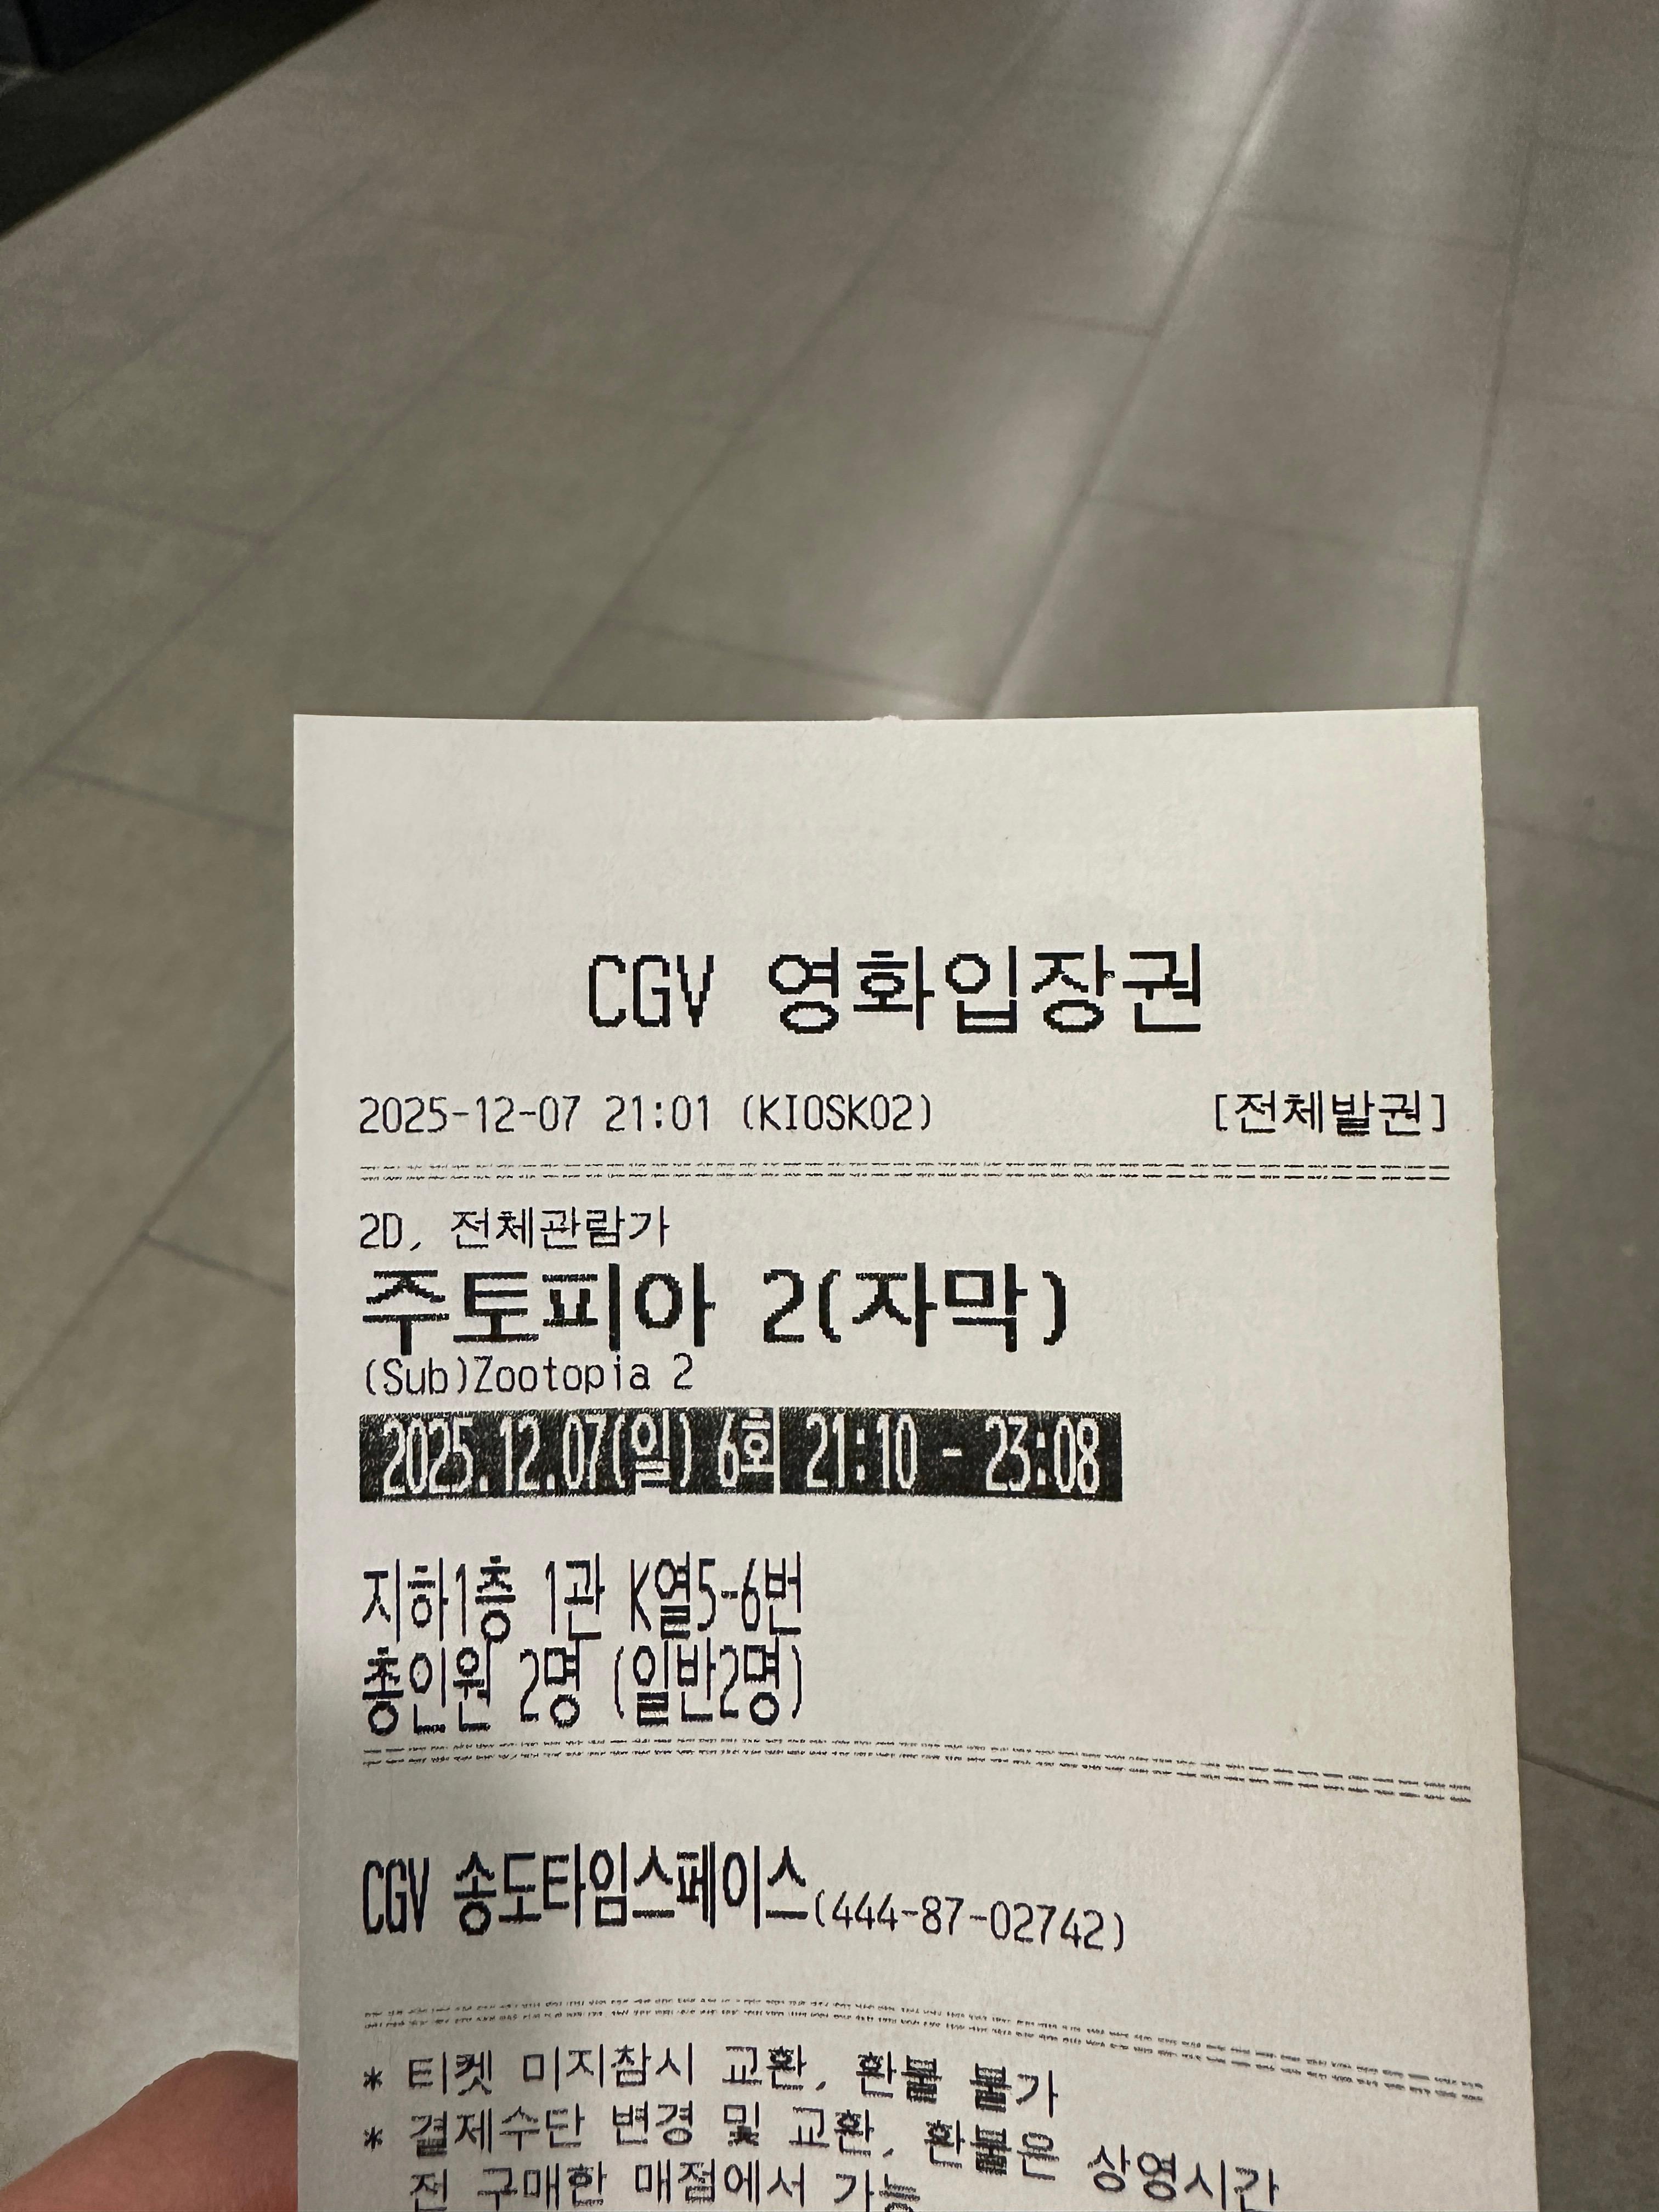 CGV 영화입장권
2025-12-07 21:01 (KIOSK02) [전체발권]
2D, 전체관람가
주토피아 2(자막)
(Sub)Zootopia 2
2025.12.07(일) 6회 21:10 - 23:08
지하1층 1관 K열5-6번
총인원 2명 (일반2명)
CGV 송도타임스페이스(444-87-02742)
* 티켓 미지참시 교환, 환불 불가
* 결제수단 변경 및 교환, 환불은 상영시간
전 구매한 매점에서 가능